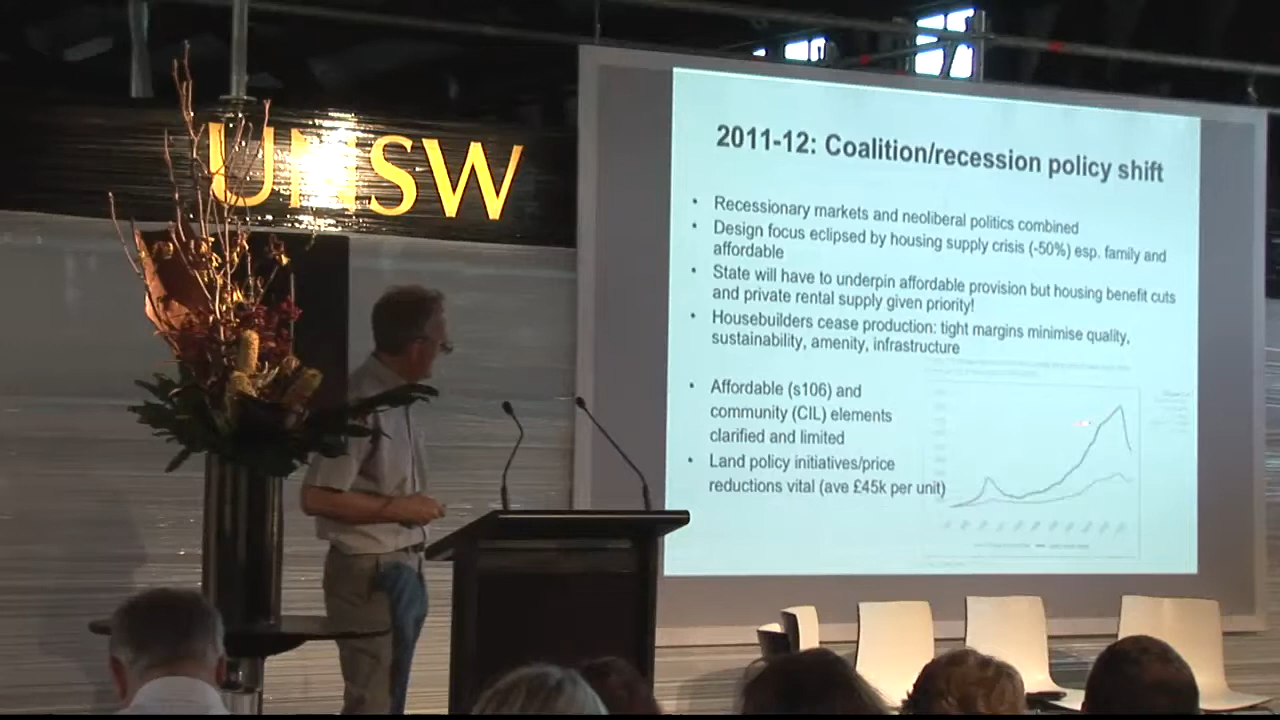 UNSW
2011-12: Coalition/recession policy shift
• Recessionary markets and neoliberal politics combined
• Design focus eclipsed by housing supply crisis (-50%) esp. family and
affordable
• State will have to underpin affordable provision but housing benefit cuts
and private rental supply given priority!
• Housebuilders cease production: tight margins minimise quality,
sustainability, amenity, infrastructure
• Affordable (s106) and
community (CIL) elements
clarified and limited
• Land policy initiatives/price
reductions vital (ave £45k per unit)